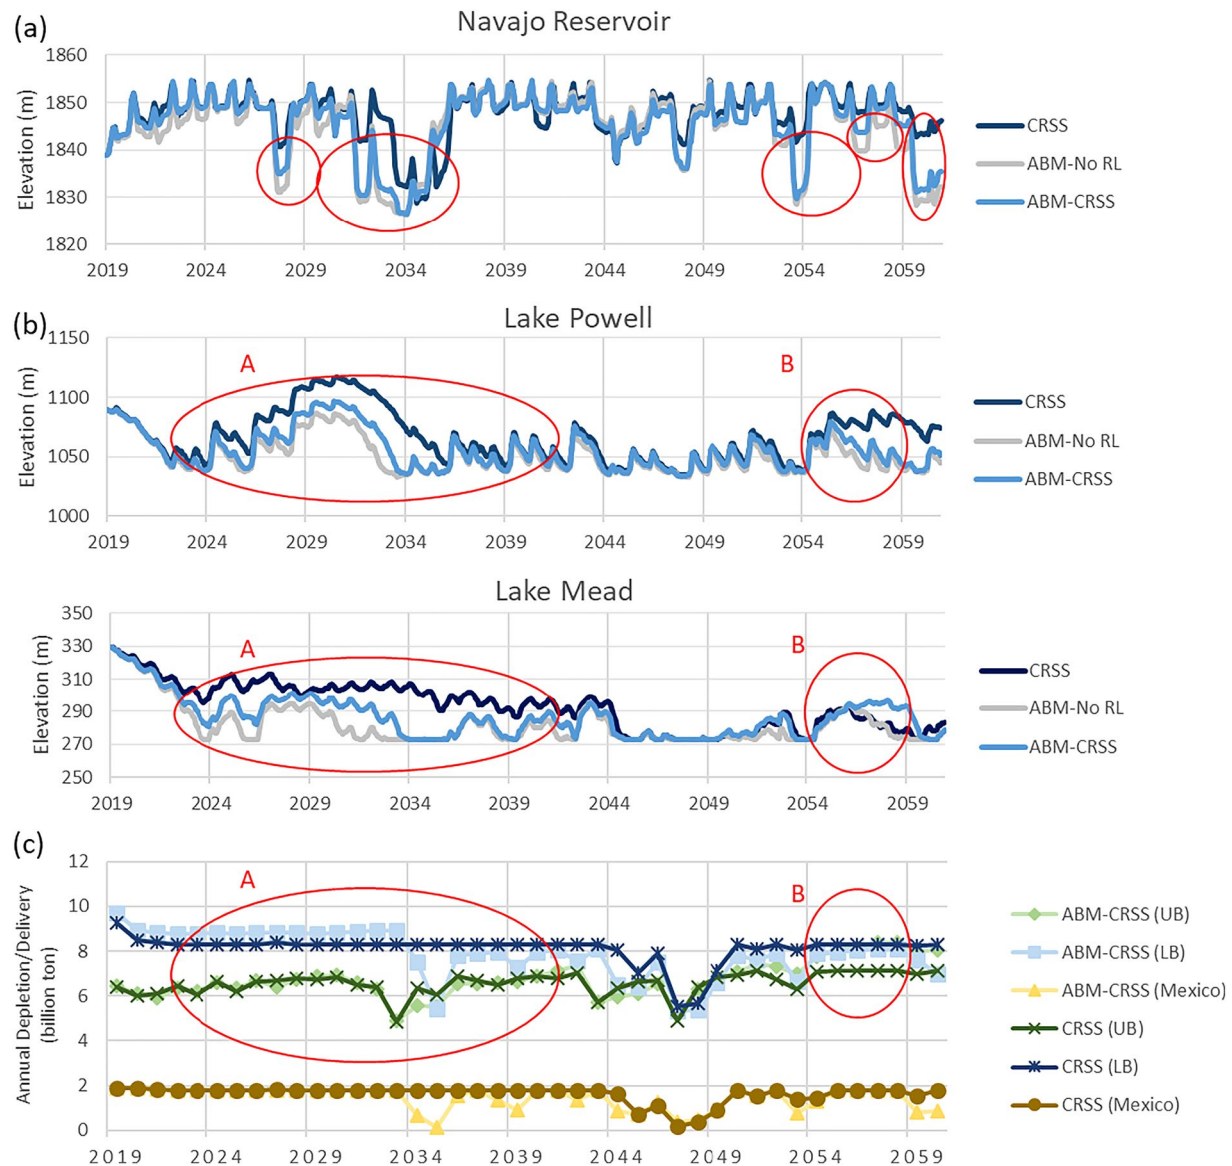 (a)
Navajo Reservoir
Elevation (m)
1860
1850
1840
1830
1820
2019 2024 2029 2034 2039 2044 2049 2054 2059
CRSS
ABM-No RL
ABM-CRSS
(b)
Lake Powell
Elevation (m)
1150
1100
1050
1000
A
B
2019 2024 2029 2034 2039 2044 2049 2054 2059
CRSS
ABM-No RL
ABM-CRSS
Lake Mead
Elevation (m)
350
330
310
290
270
250
A
B
2019 2024 2029 2034 2039 2044 2049 2054 2059
CRSS
ABM-No RL
ABM-CRSS
(c)
Annual Depletion/Delivery
(billion ton)
12
10
8
6
4
2
0
A
B
2019 2024 2029 2034 2039 2044 2049 2054 2059
ABM-CRSS (UB)
ABM-CRSS (LB)
ABM-CRSS (Mexico)
CRSS (UB)
CRSS (LB)
CRSS (Mexico)